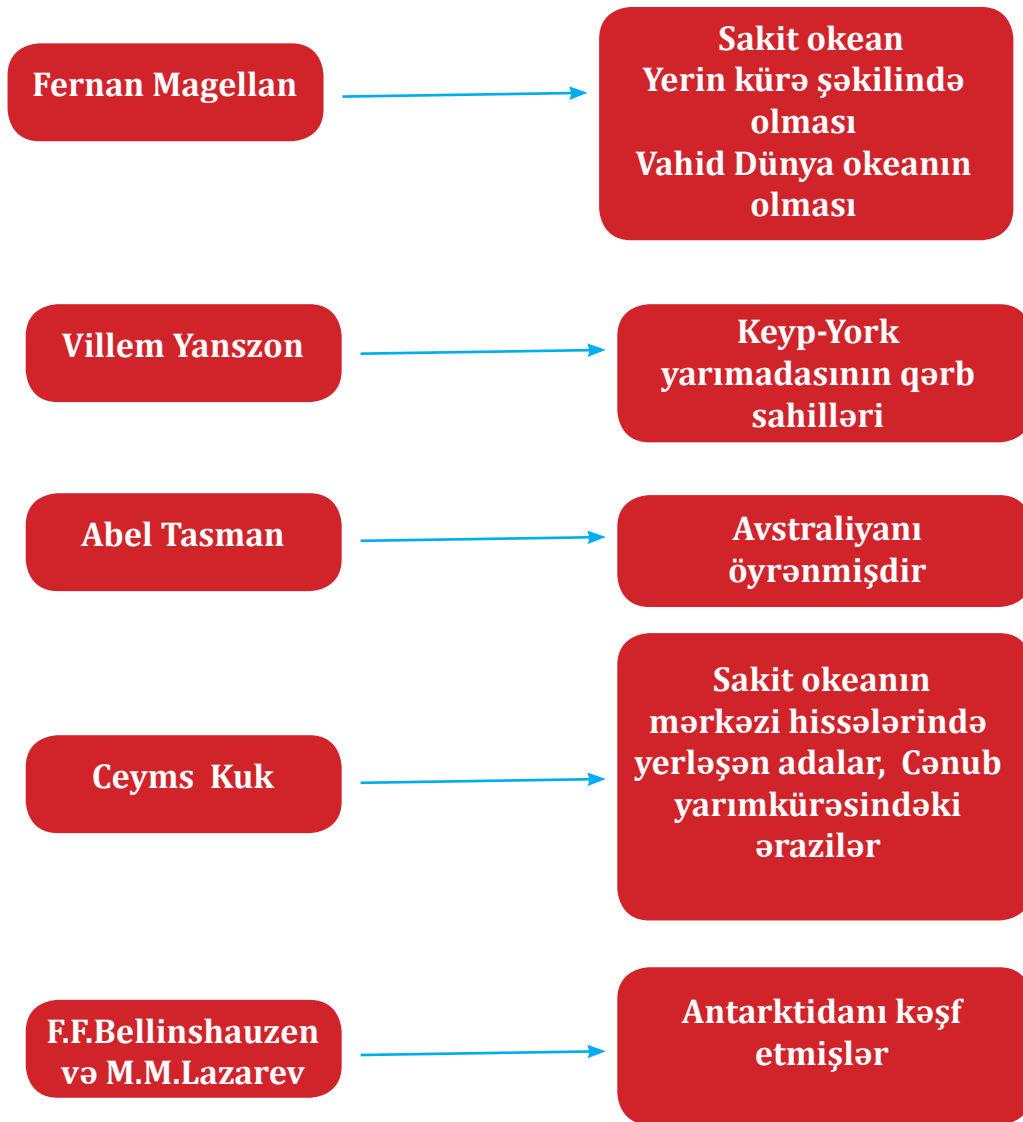 Fernan Magellan
Sakit okean
Yerin kürə şəkilində
olması
Vahid Dünya okeanın
olması
Villem Yanszon
Keyp-York
yarımadasının qərb
sahilləri
Abel Tasman
Avstraliyanı
öyrənmişdir
Ceyms Kuk
Sakit okeanın
mərkəzi hissələrində
yerləşən adalar, Cənub
yarımkürəsindəki
ərazilər
F.F.Bellinshauzen
və M.M.Lazarev
Antarktidanı kəşf
etmişlər